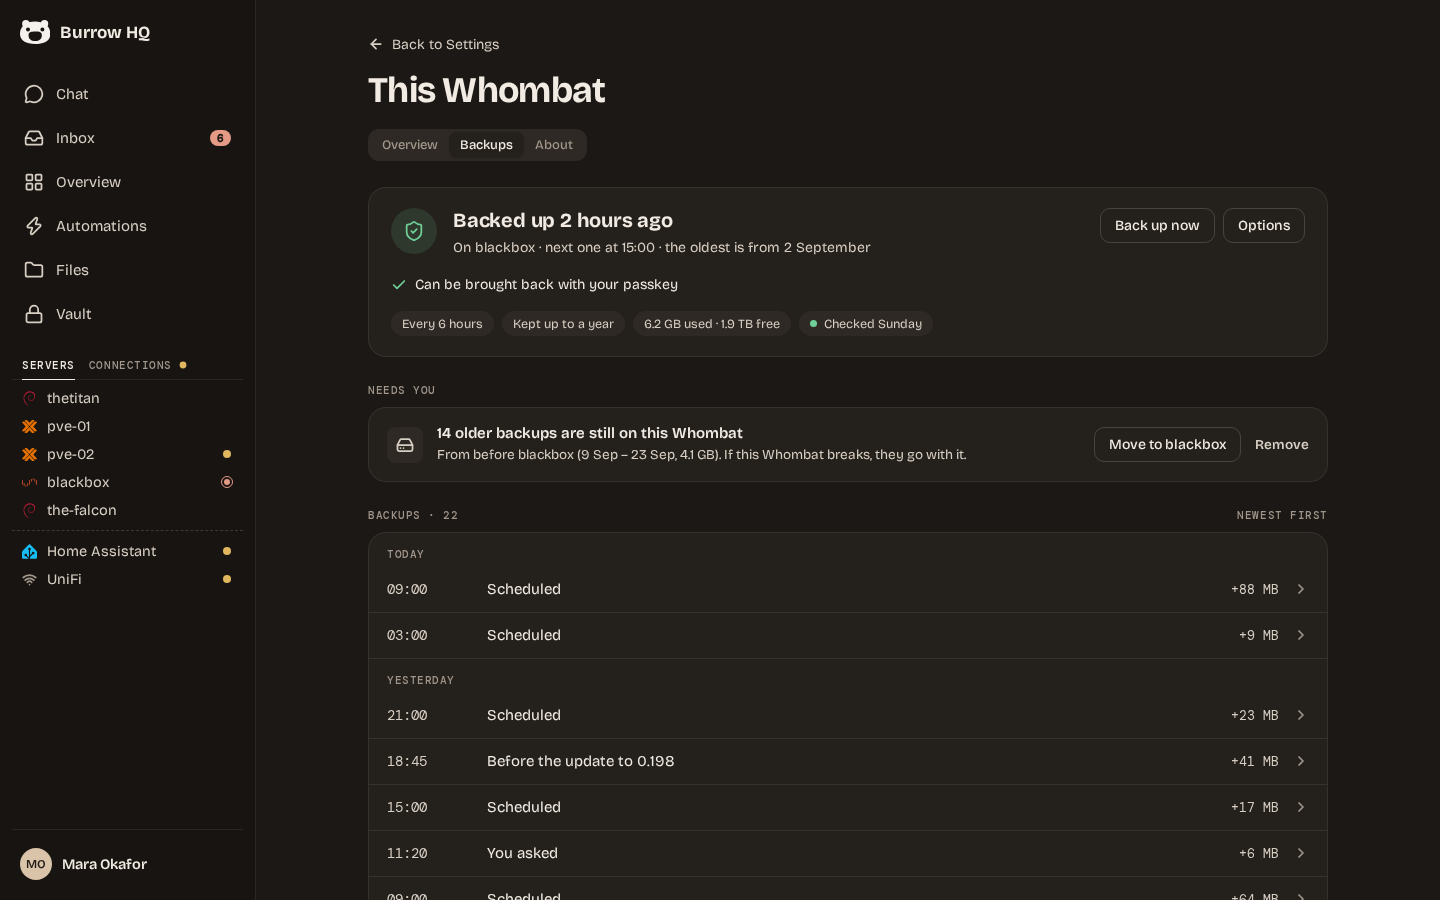 Burrow HQ
Chat
Inbox 6
Overview
Automations
Files
Vault
SERVERS CONNECTIONS
thetitan
pve-01
pve-02
blackbox
the-falcon
Home Assistant
UniFi
MO Mara Okafor
Back to Settings
This Whombat
Overview Backups About
Backed up 2 hours ago
On blackbox · next one at 15:00 · the oldest is from 2 September
Back up now Options
Can be brought back with your passkey
Every 6 hours Kept up to a year 6.2 GB used · 1.9 TB free Checked Sunday
NEEDS YOU
14 older backups are still on this Whombat
From before blackbox (9 Sep – 23 Sep, 4.1 GB). If this Whombat breaks, they go with it.
Move to blackbox Remove
BACKUPS · 22 NEWEST FIRST
TODAY
09:00 Scheduled +88 MB
03:00 Scheduled +9 MB
YESTERDAY
21:00 Scheduled +23 MB
18:45 Before the update to 0.198 +41 MB
15:00 Scheduled +17 MB
11:20 You asked +6 MB
09:00 Scheduled +64 MB